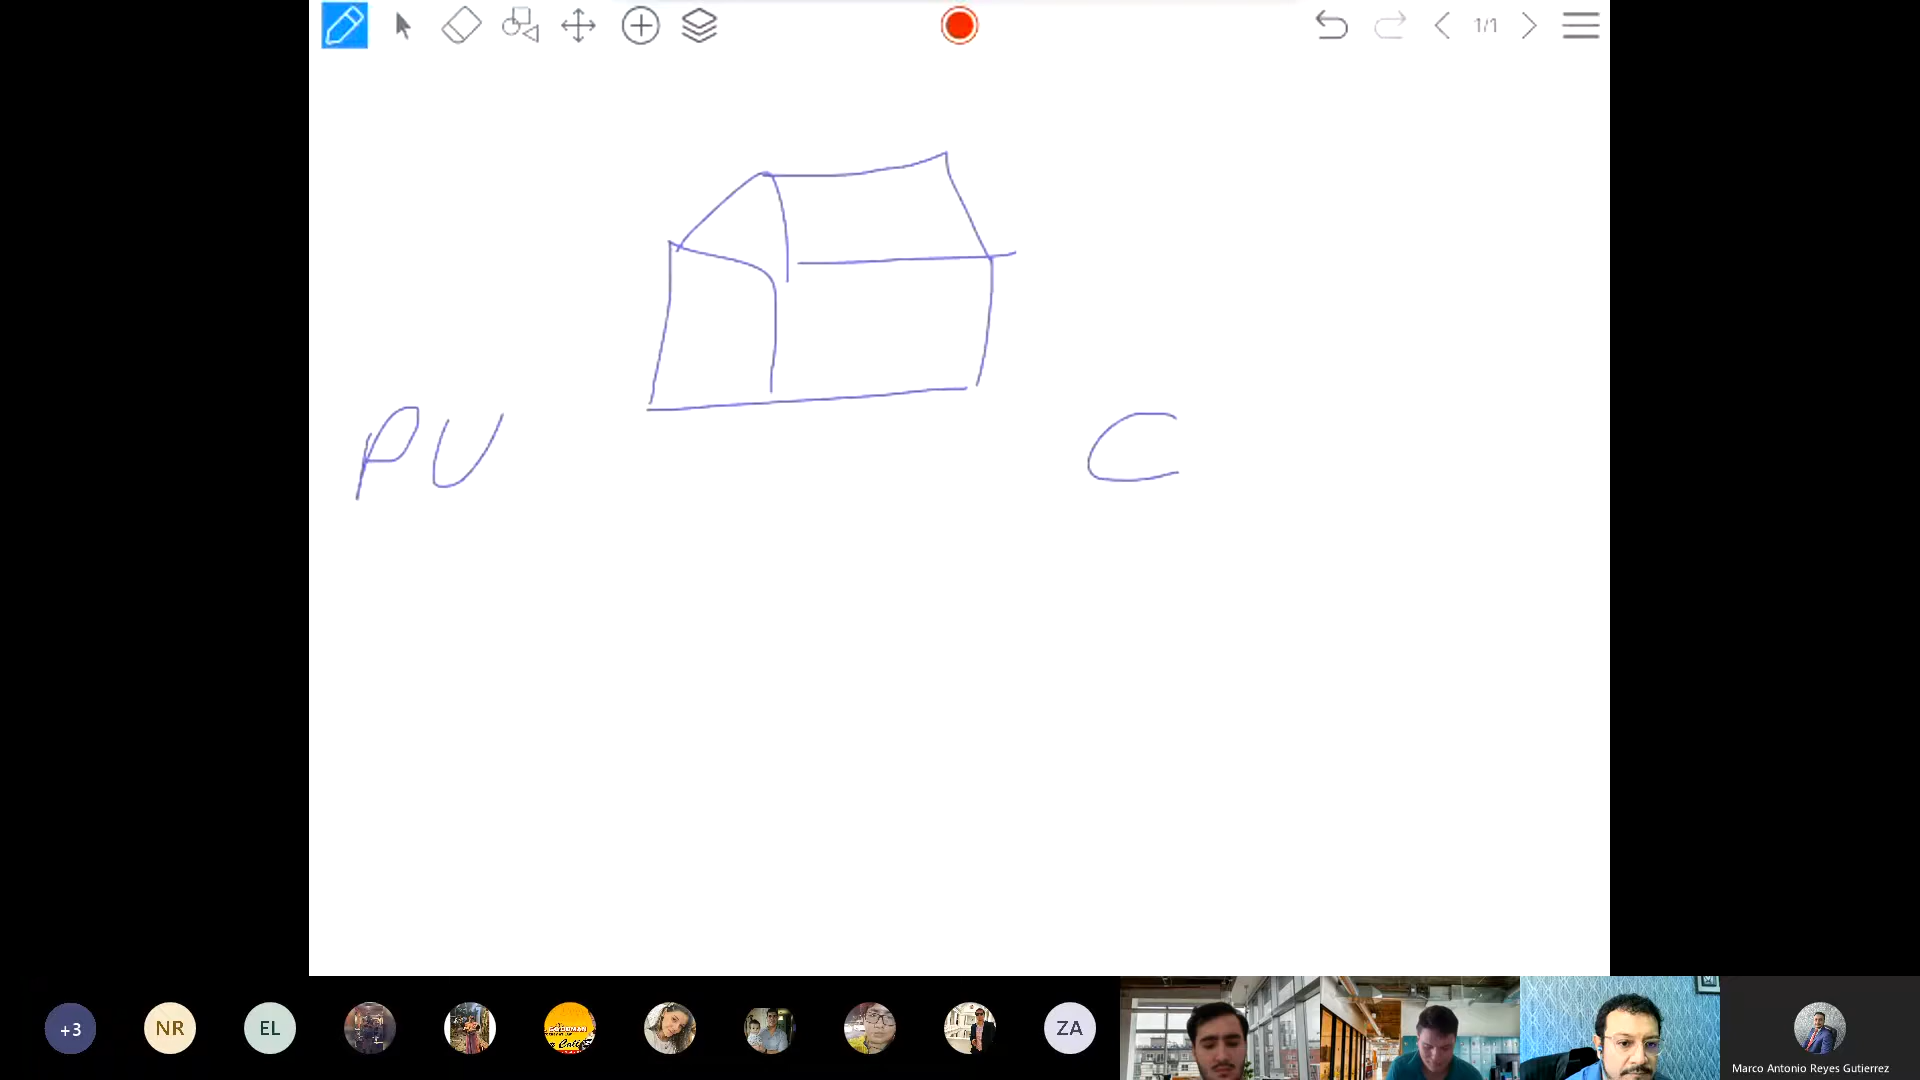 1/1
PU C
+3 NR EL ZA
Marco Antonio Reyes Gutierrez